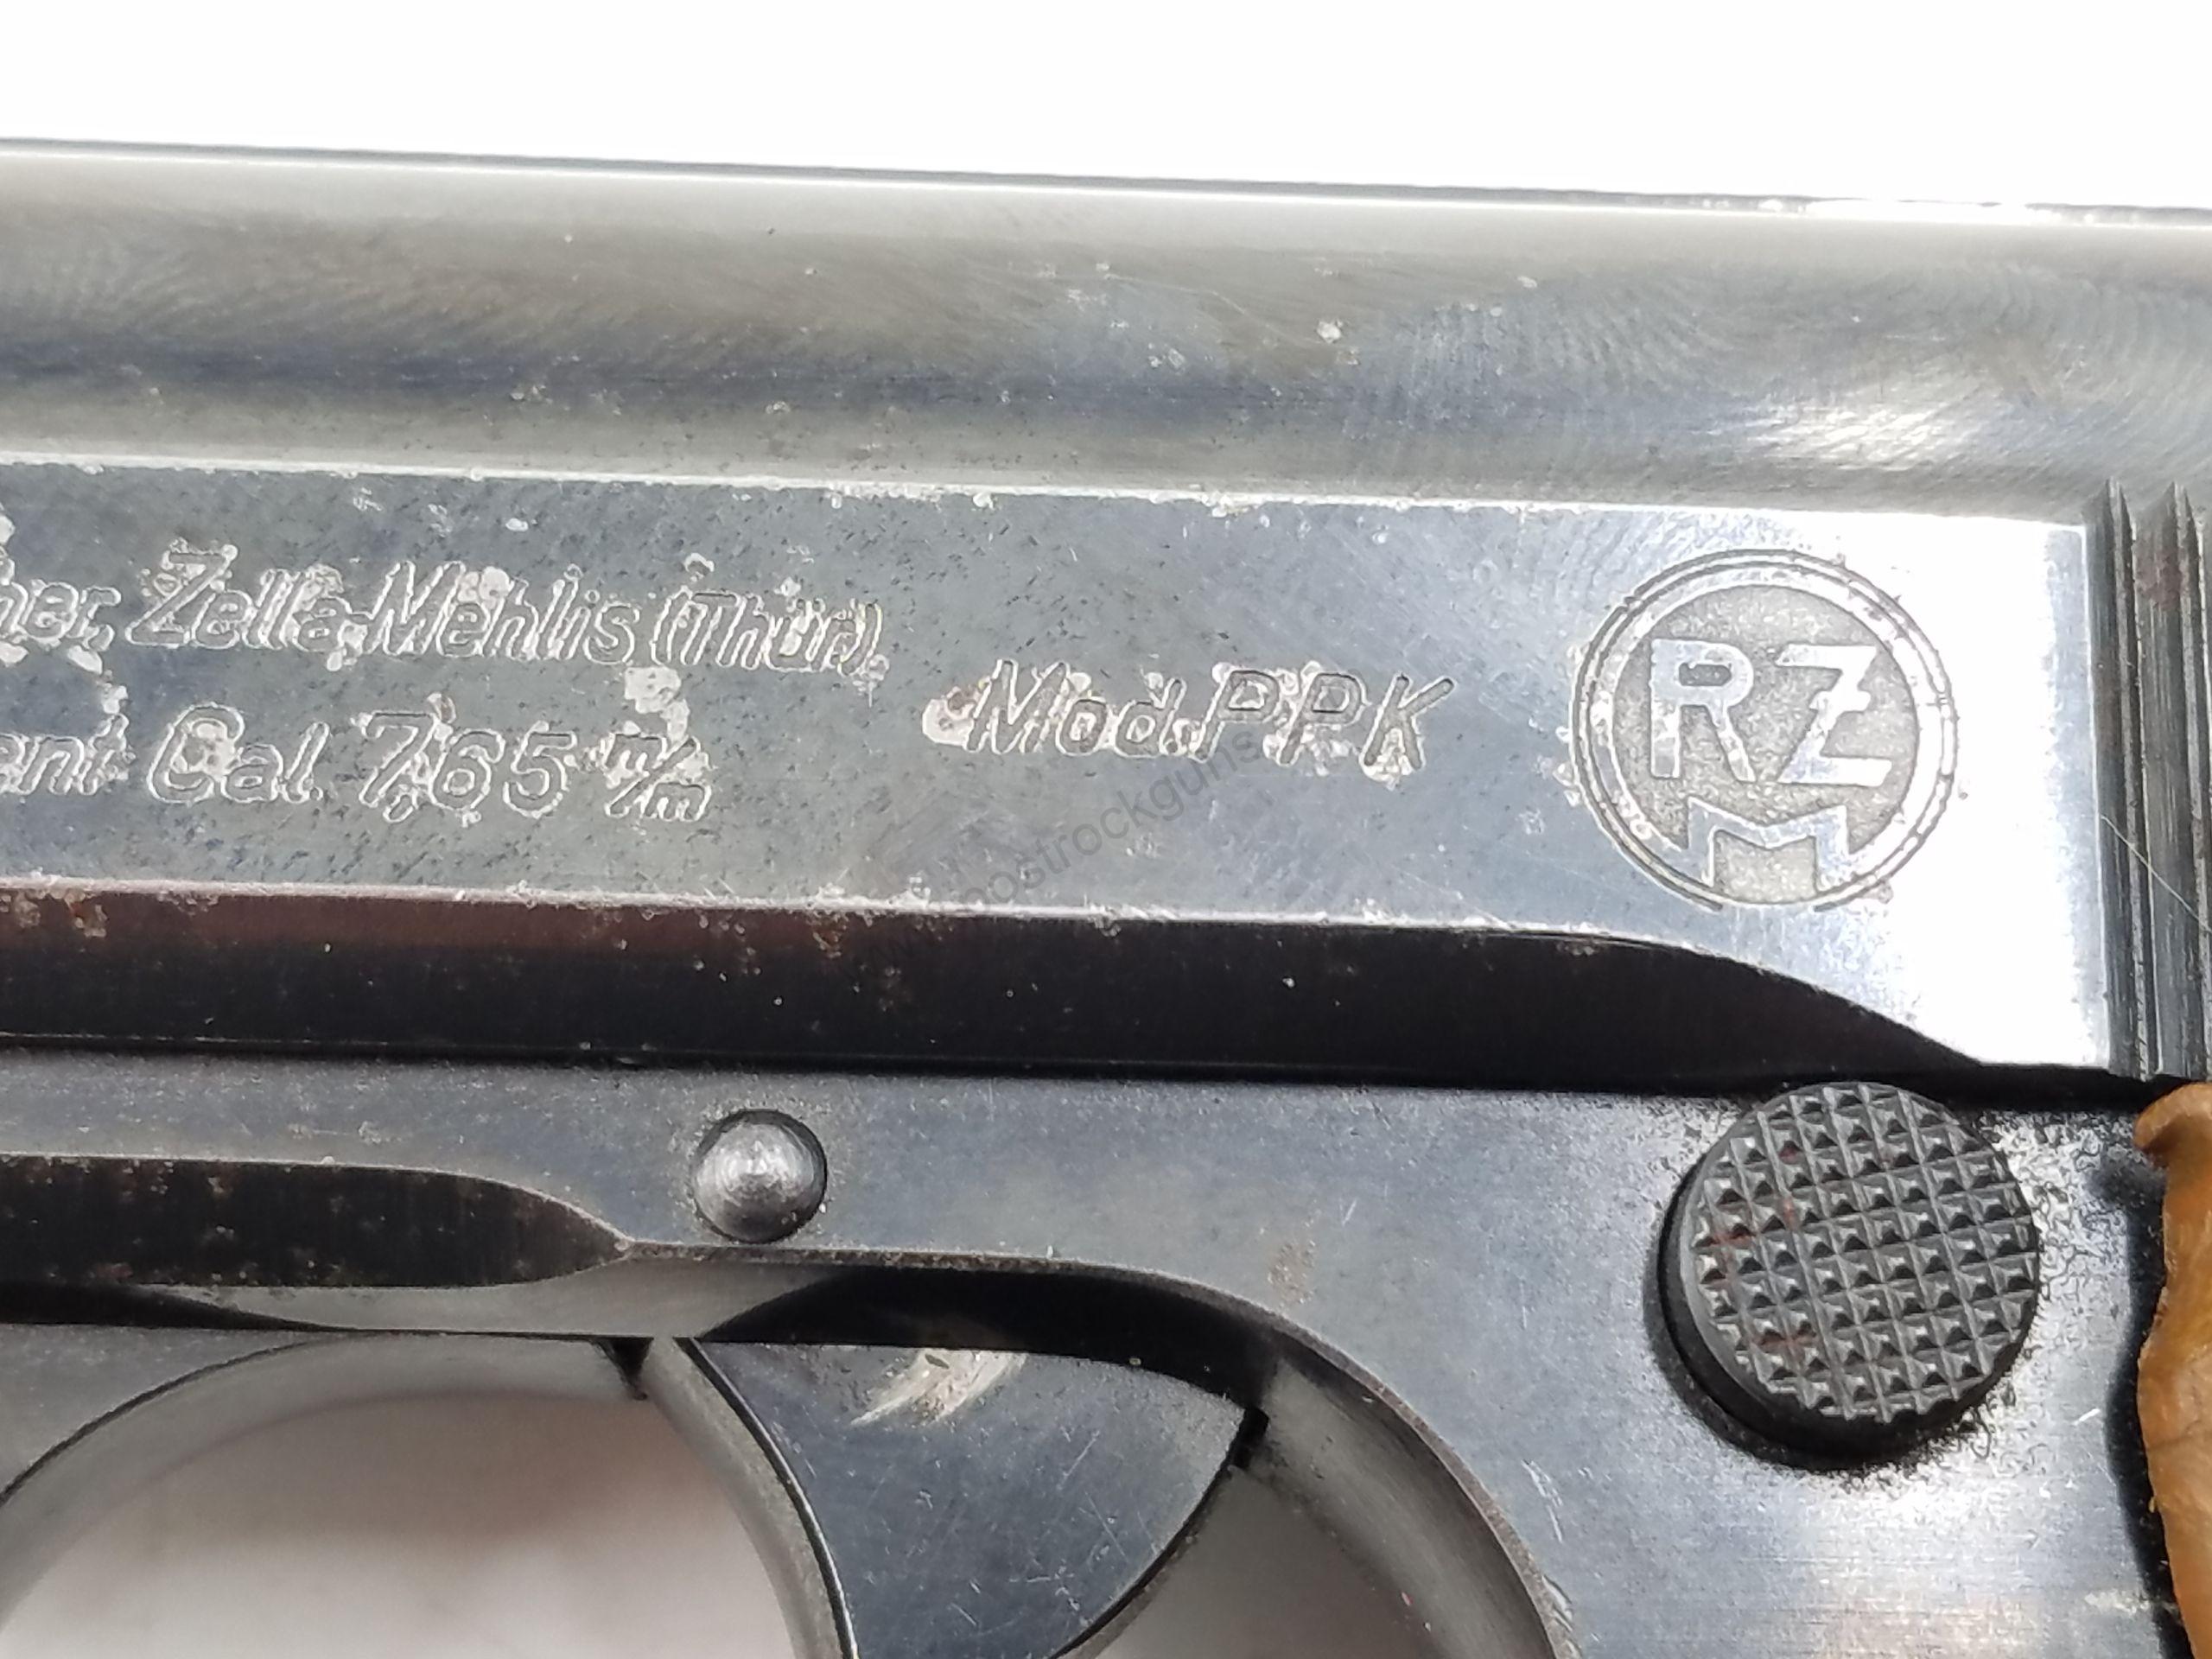 her, Zella-Mehlis (Thür).
ent Cal. 7,65 m/m
Mod.PPK
RZM